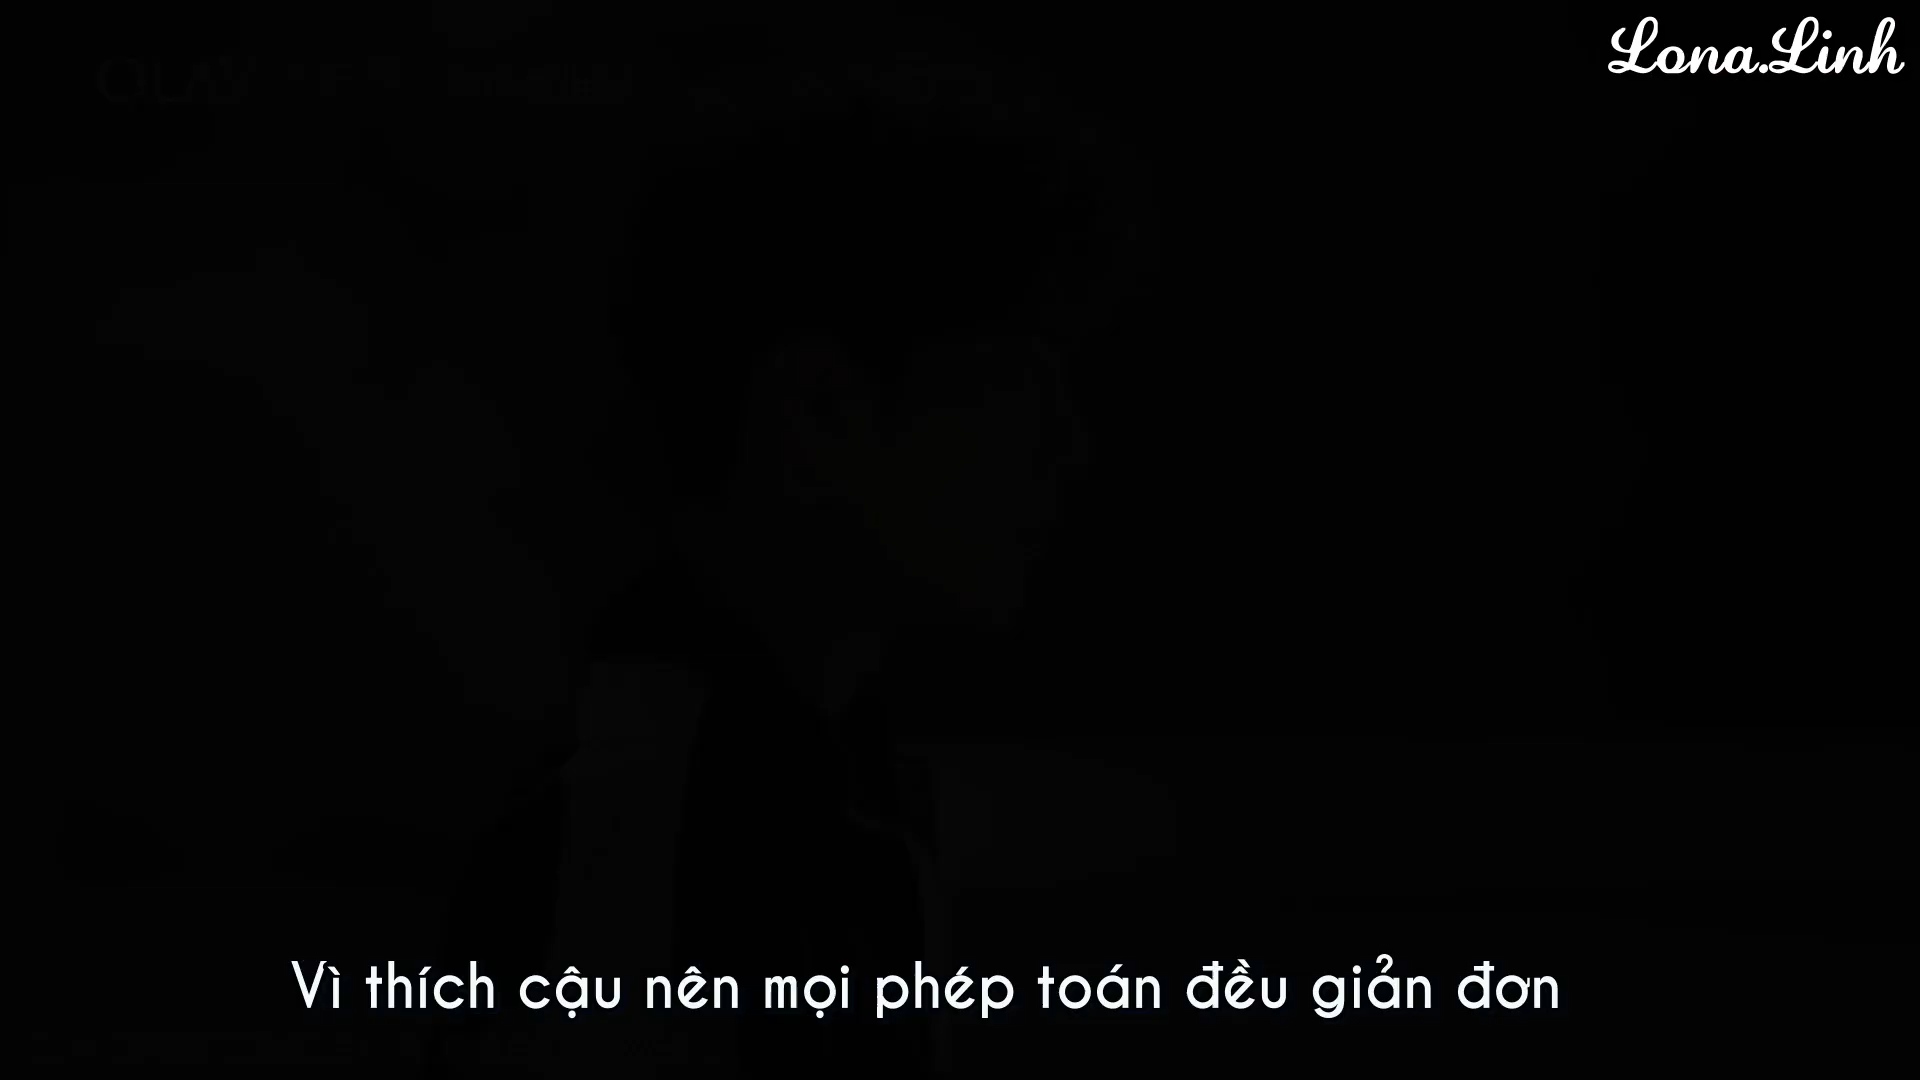 Lona.Linh
Vì thích cậu nên mọi phép toán đều giản đơn